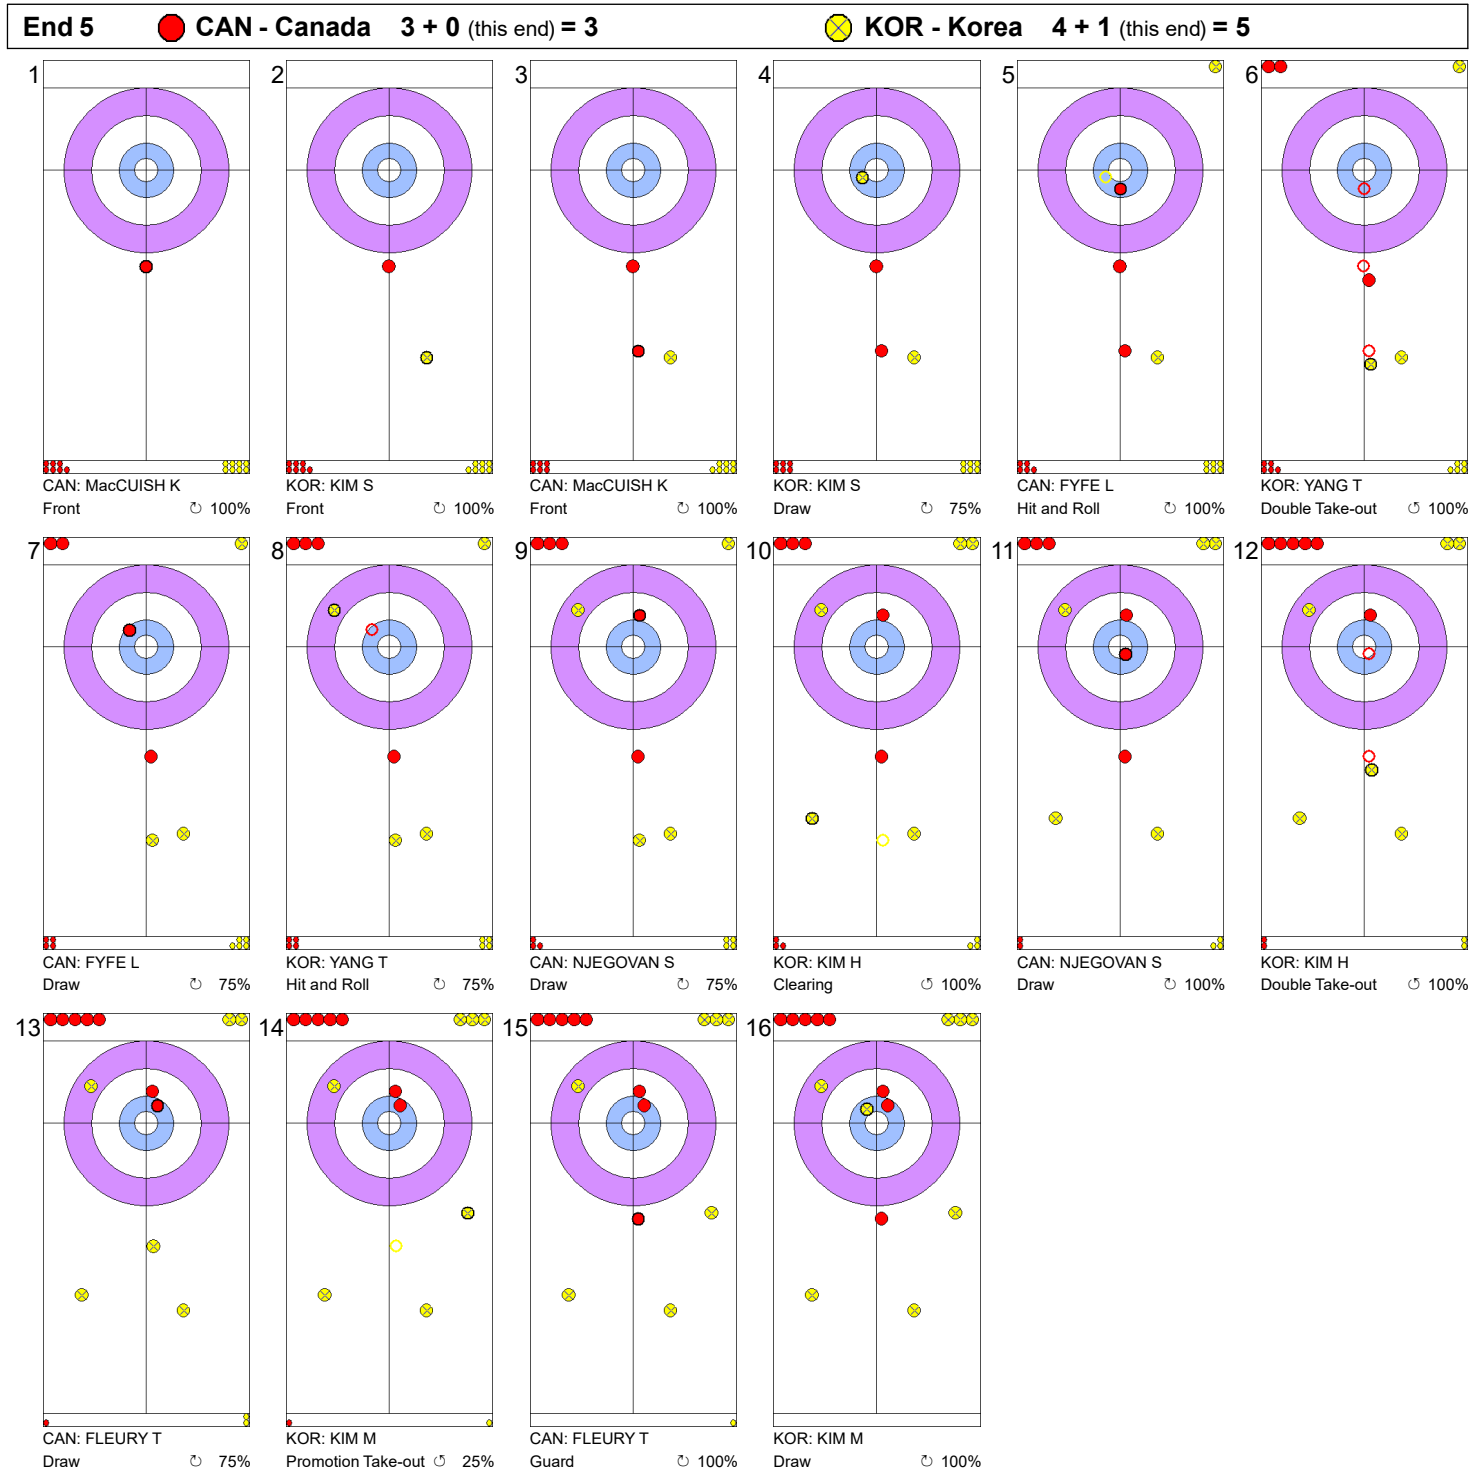 End 5 CAN - Canada 3 + 0 (this end) = 3 KOR - Korea 4 + 1 (this end) = 5
1 2 3 4 5 6
CAN: MacCUISH K KOR: KIM S CAN: MacCUISH K KOR: KIM S CAN: FYFE L KOR: YANG T
Front ↻ 100% Front ↻ 100% Front ↻ 100% Draw ↻ 75% Hit and Roll ↻ 100% Double Take-out ↺ 100%
7 8 9 10 11 12
CAN: FYFE L KOR: YANG T CAN: NJEGOVAN S KOR: KIM H CAN: NJEGOVAN S KOR: KIM H
Draw ↻ 75% Hit and Roll ↻ 75% Draw ↻ 75% Clearing ↺ 100% Draw ↻ 100% Double Take-out ↺ 100%
13 14 15 16
CAN: FLEURY T KOR: KIM M CAN: FLEURY T KOR: KIM M
Draw ↻ 75% Promotion Take-out ↺ 25% Guard ↻ 100% Draw ↻ 100%